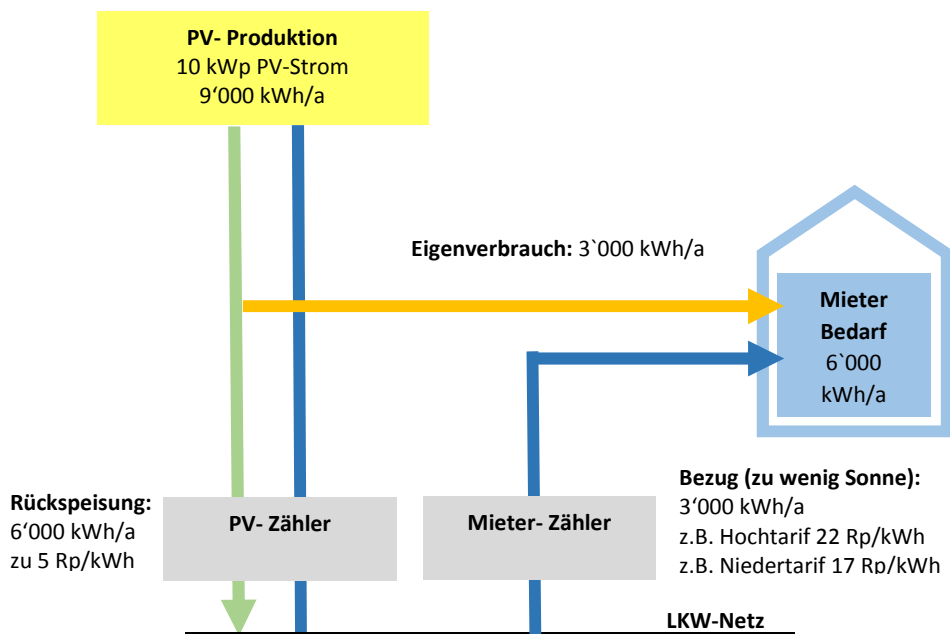 PV- Produktion
10 kWp PV-Strom
9‘000 kWh/a
Eigenverbrauch: 3`000 kWh/a
Mieter
Bedarf
6`000
kWh/a
Rückspeisung:
6‘000 kWh/a
zu 5 Rp/kWh
PV- Zähler
Mieter- Zähler
Bezug (zu wenig Sonne):
3‘000 kWh/a
z.B. Hochtarif 22 Rp/kWh
z.B. Niedertarif 17 Rp/kWh
LKW-Netz